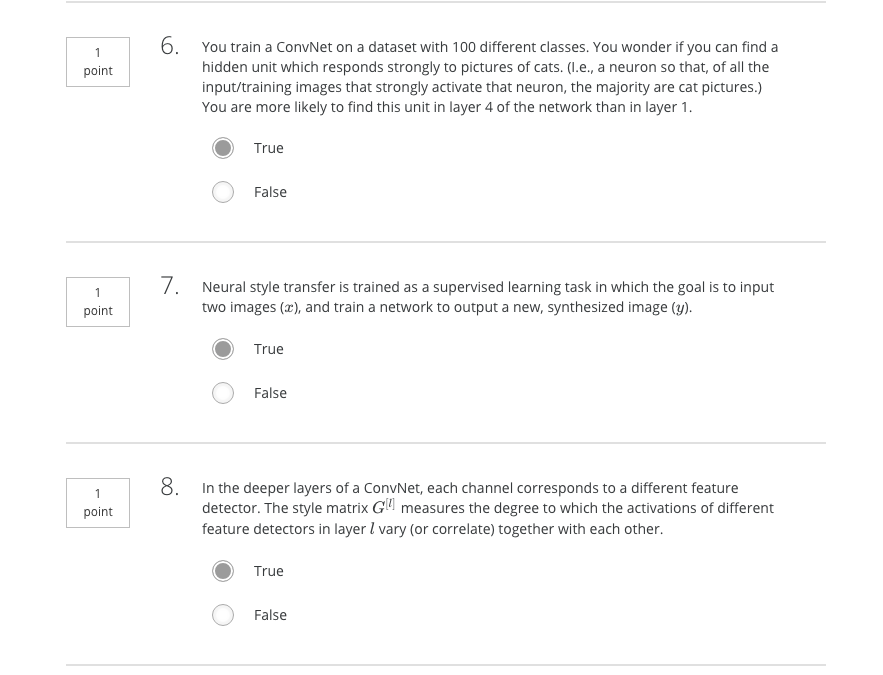 1
point
6.
You train a ConvNet on a dataset with 100 different classes. You wonder if you can find a
hidden unit which responds strongly to pictures of cats. (I.e., a neuron so that, of all the
input/training images that strongly activate that neuron, the majority are cat pictures.)
You are more likely to find this unit in layer 4 of the network than in layer 1.
True
False
1
point
7.
Neural style transfer is trained as a supervised learning task in which the goal is to input
two images (x), and train a network to output a new, synthesized image (y).
True
False
1
point
8.
In the deeper layers of a ConvNet, each channel corresponds to a different feature
detector. The style matrix G^[l] measures the degree to which the activations of different
feature detectors in layer l vary (or correlate) together with each other.
True
False